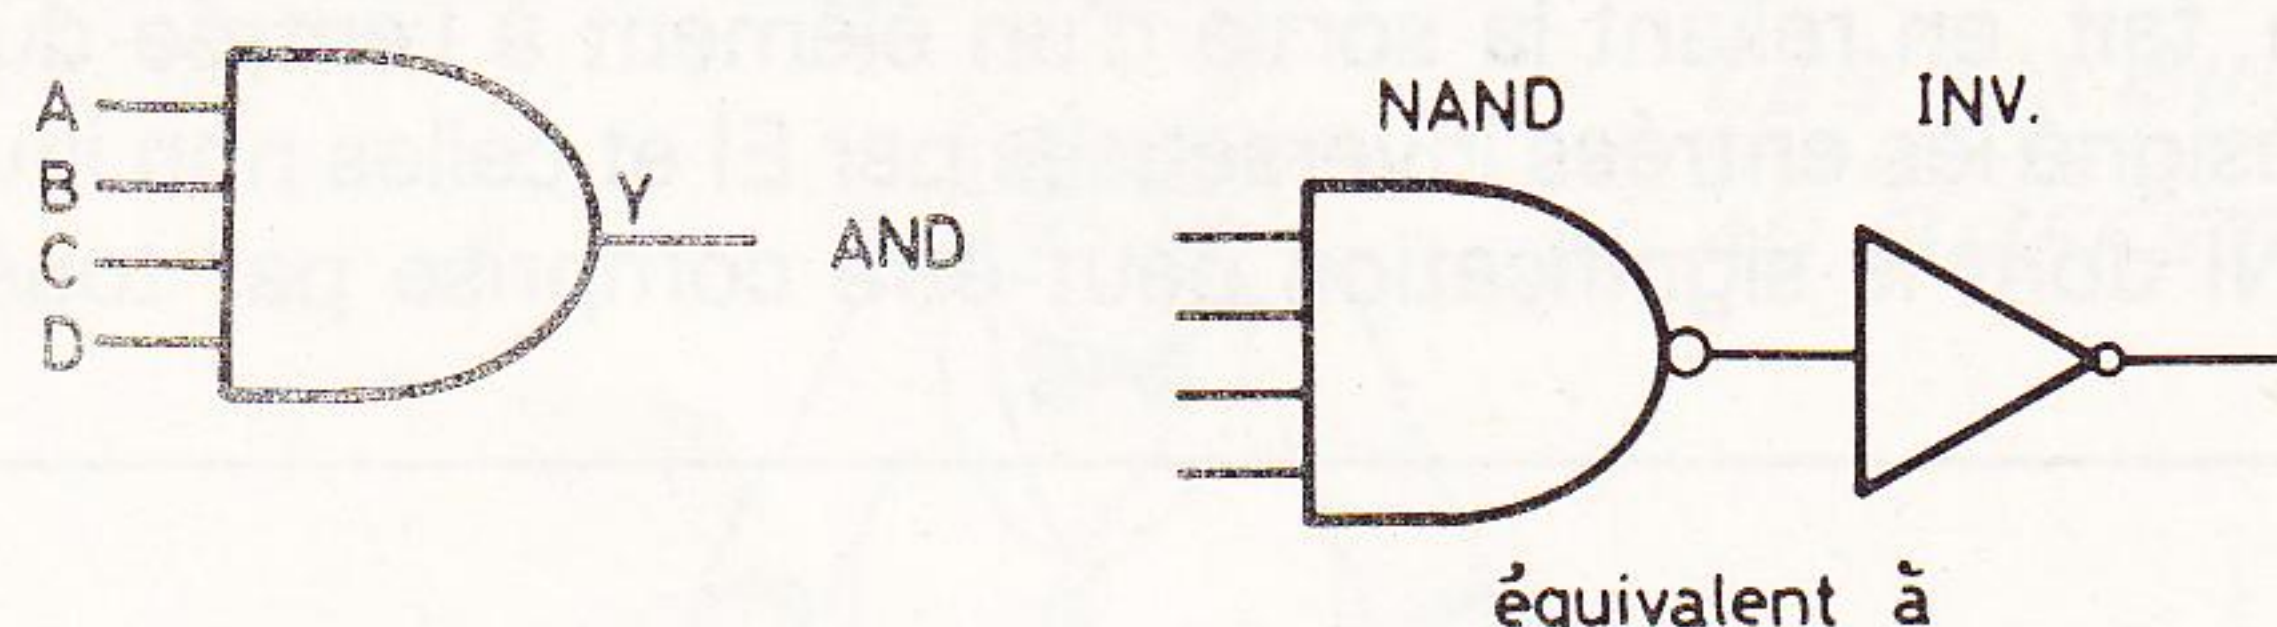 A
B
C
D
Y
AND
NAND
INV.
équivalent à